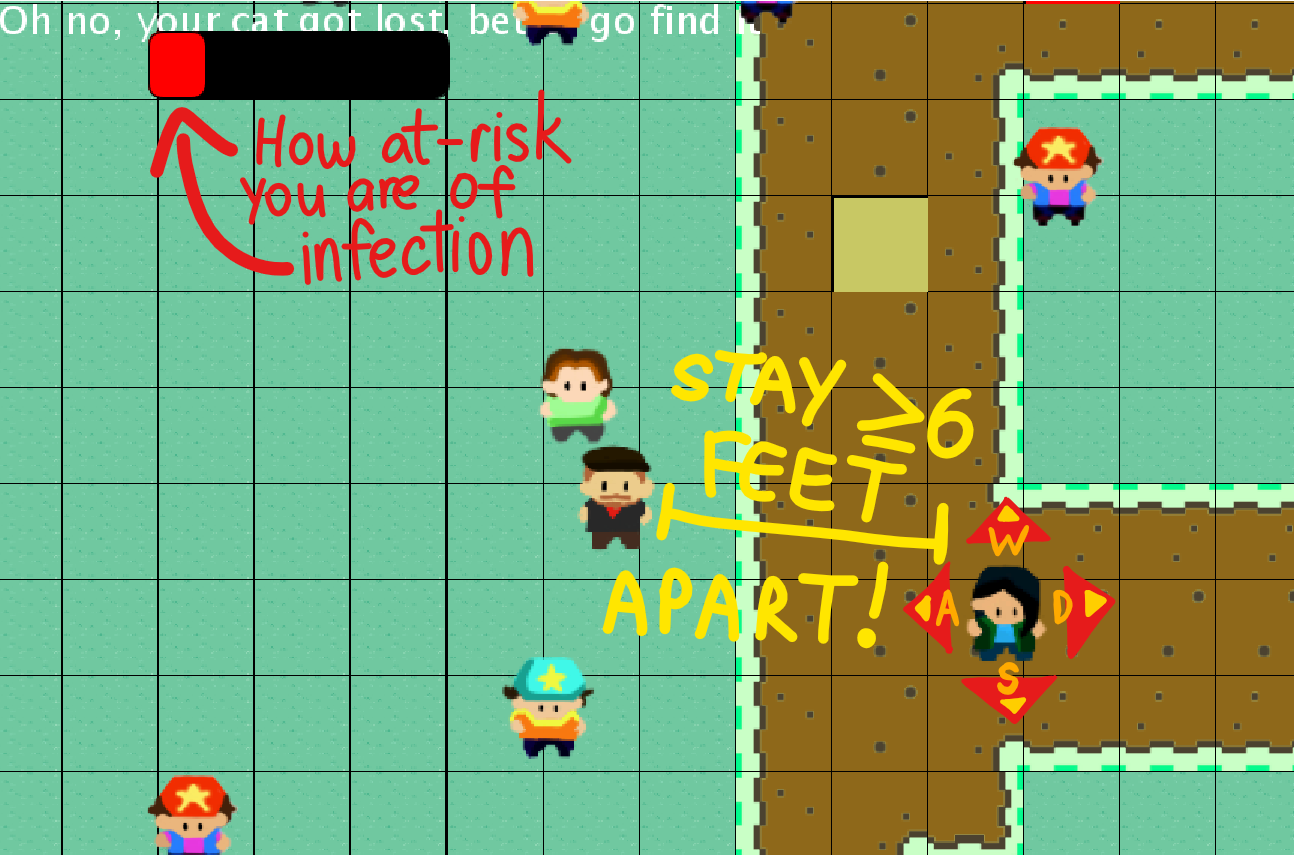 Oh no, your cat got lost, go find
How at-risk
you are of
infection
STAY ≥6
FEET
APART!
W
A D
S